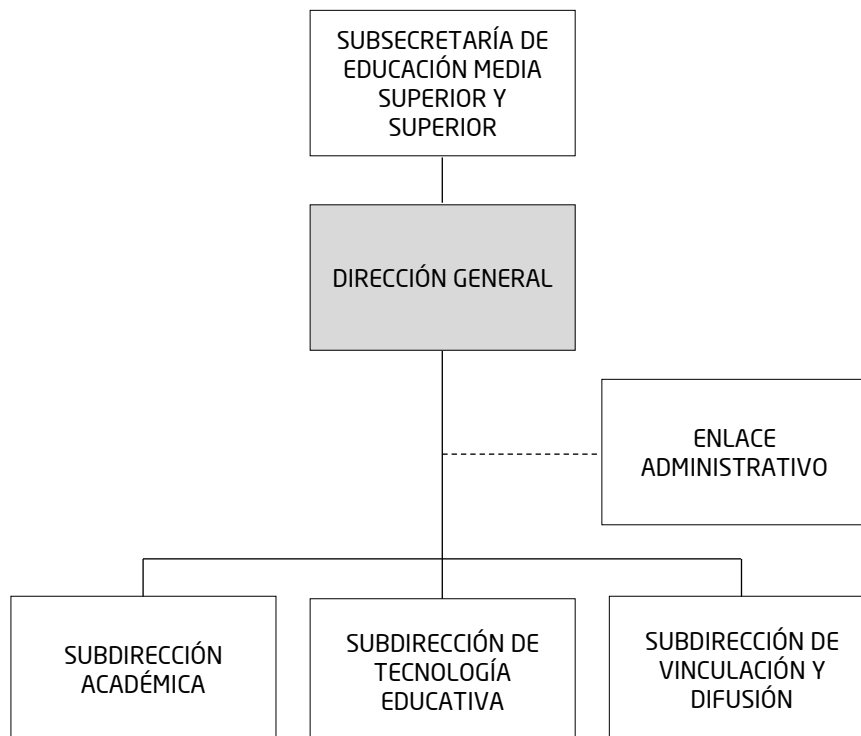 SUBSECRETARÍA DE
EDUCACIÓN MEDIA
SUPERIOR Y
SUPERIOR
DIRECCIÓN GENERAL
ENLACE
ADMINISTRATIVO
SUBDIRECCIÓN
ACADÉMICA
SUBDIRECCIÓN DE
TECNOLOGÍA
EDUCATIVA
SUBDIRECCIÓN DE
VINCULACIÓN Y
DIFUSIÓN